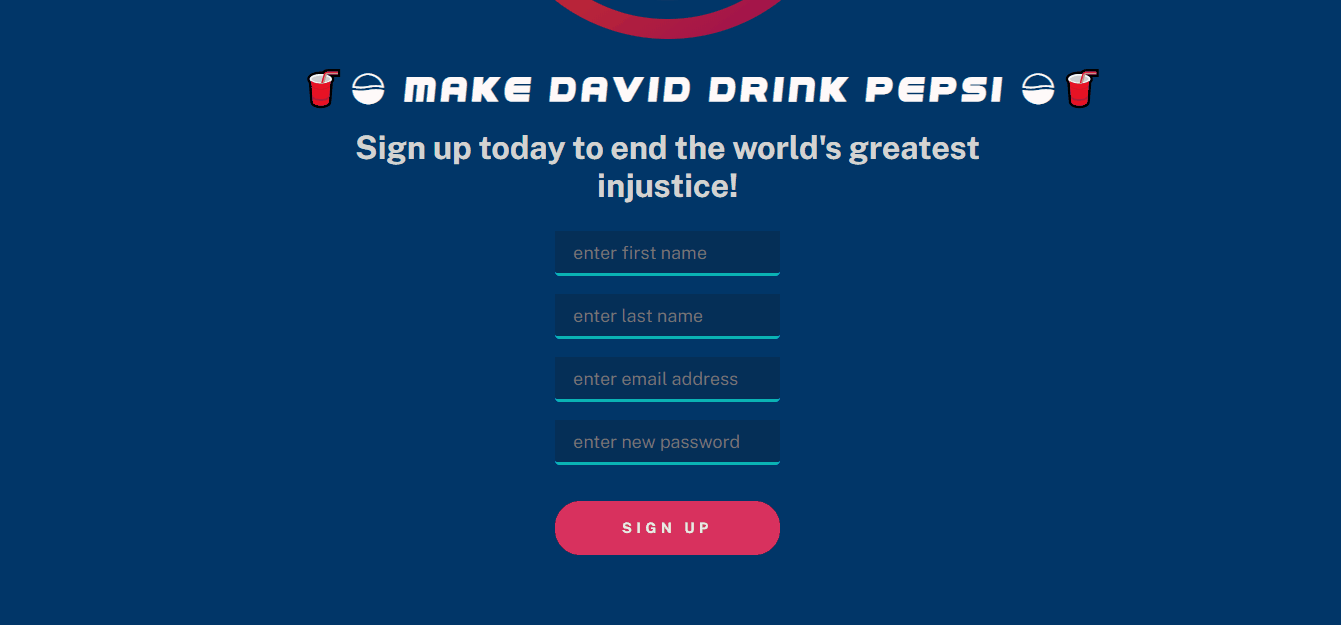 MAKE DAVID DRINK PEPSI
Sign up today to end the world's greatest
injustice!
enter first name
enter last name
enter email address
enter new password
SIGN UP